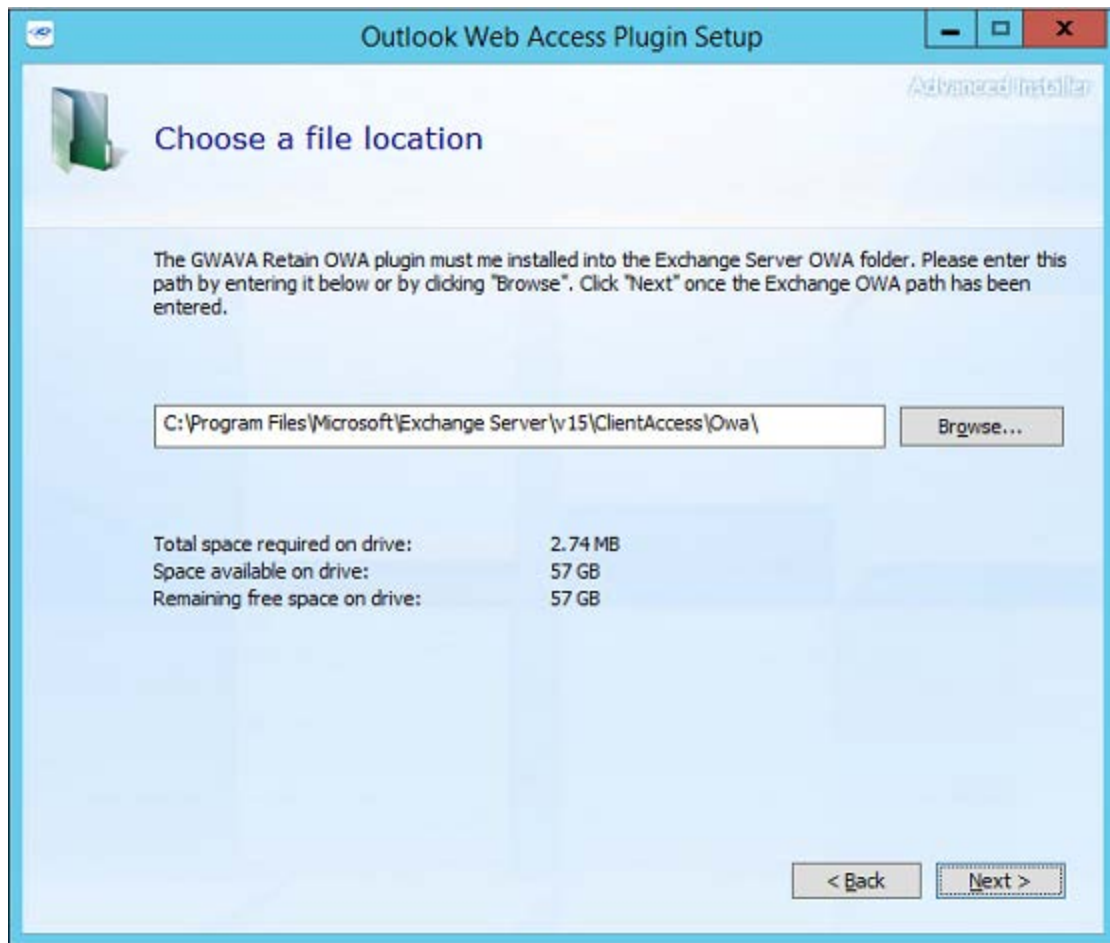 Outlook Web Access Plugin Setup
Advanced Installer
Choose a file location
The GWAVA Retain OWA plugin must me installed into the Exchange Server OWA folder. Please enter this
path by entering it below or by clicking "Browse". Click "Next" once the Exchange OWA path has been
entered.
C:\Program Files\Microsoft\Exchange Server\v15\ClientAccess\Owa\
Browse...
Total space required on drive: 2.74 MB
Space available on drive: 57 GB
Remaining free space on drive: 57 GB
< Back Next >